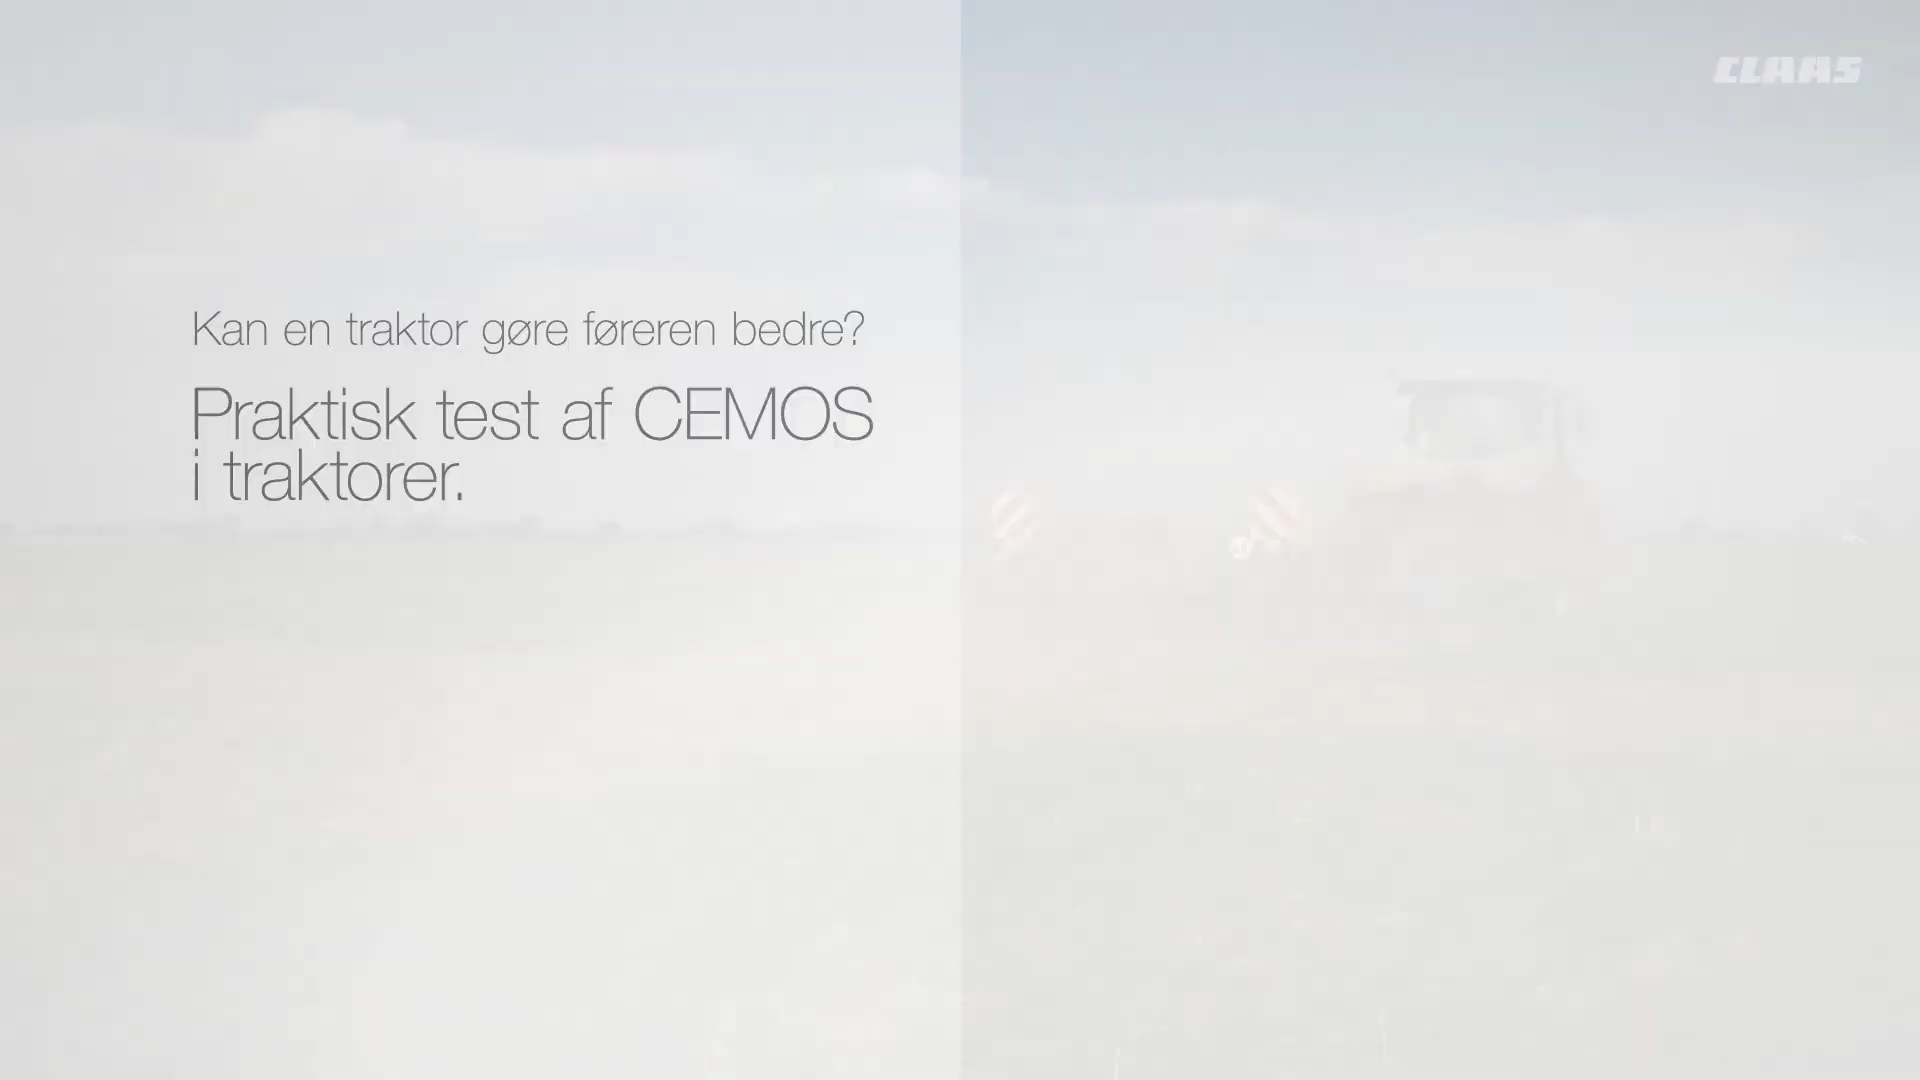 CLAAS
Kan en traktor gøre føreren bedre?
Praktisk test af CEMOS
i traktorer.